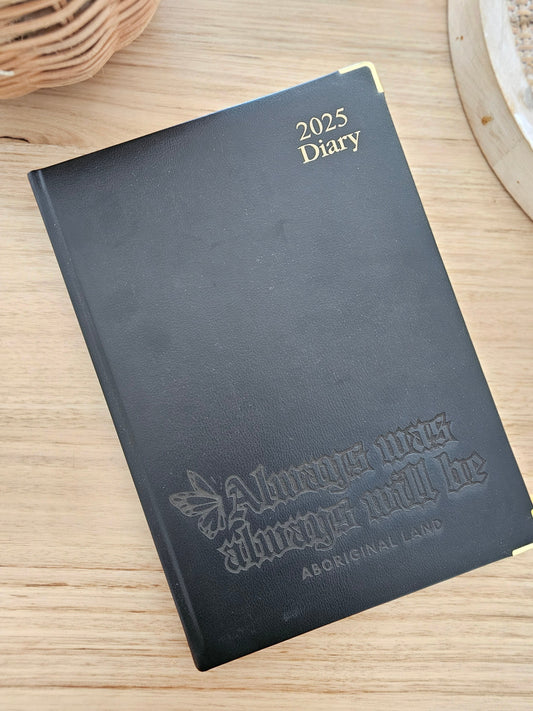 2025
Diary
Always was
always will be
ABORIGINAL LAND